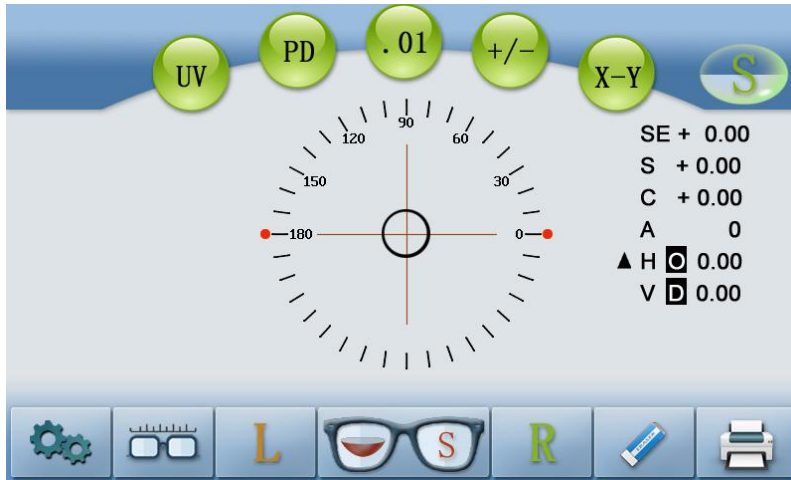 UV
PD
.01
+/-
X-Y
S
90
120
60
150
30
180
0
SE + 0.00
S + 0.00
C + 0.00
A 0
▲ H O 0.00
V D 0.00
L
S
R